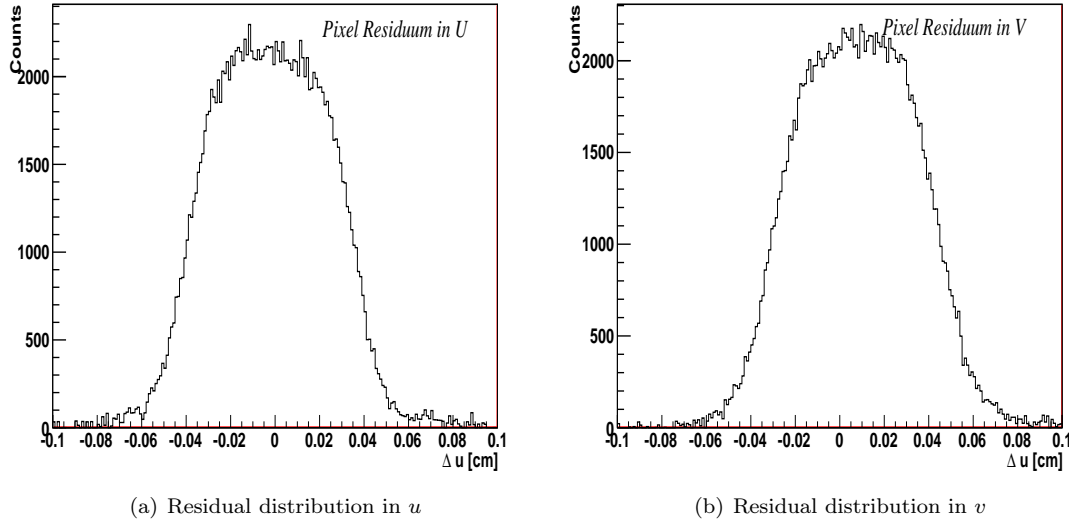 Counts
Pixel Residuum in U
2000
1500
1000
500
0
-0.1 -0.08 -0.06 -0.04 -0.02 0 0.02 0.04 0.06 0.08 0.1
Δ u [cm]
(a) Residual distribution in u
Counts
Pixel Residuum in V
2000
1500
1000
500
0
-0.1 -0.08 -0.06 -0.04 -0.02 0 0.02 0.04 0.06 0.08 0.1
Δ u [cm]
(b) Residual distribution in v